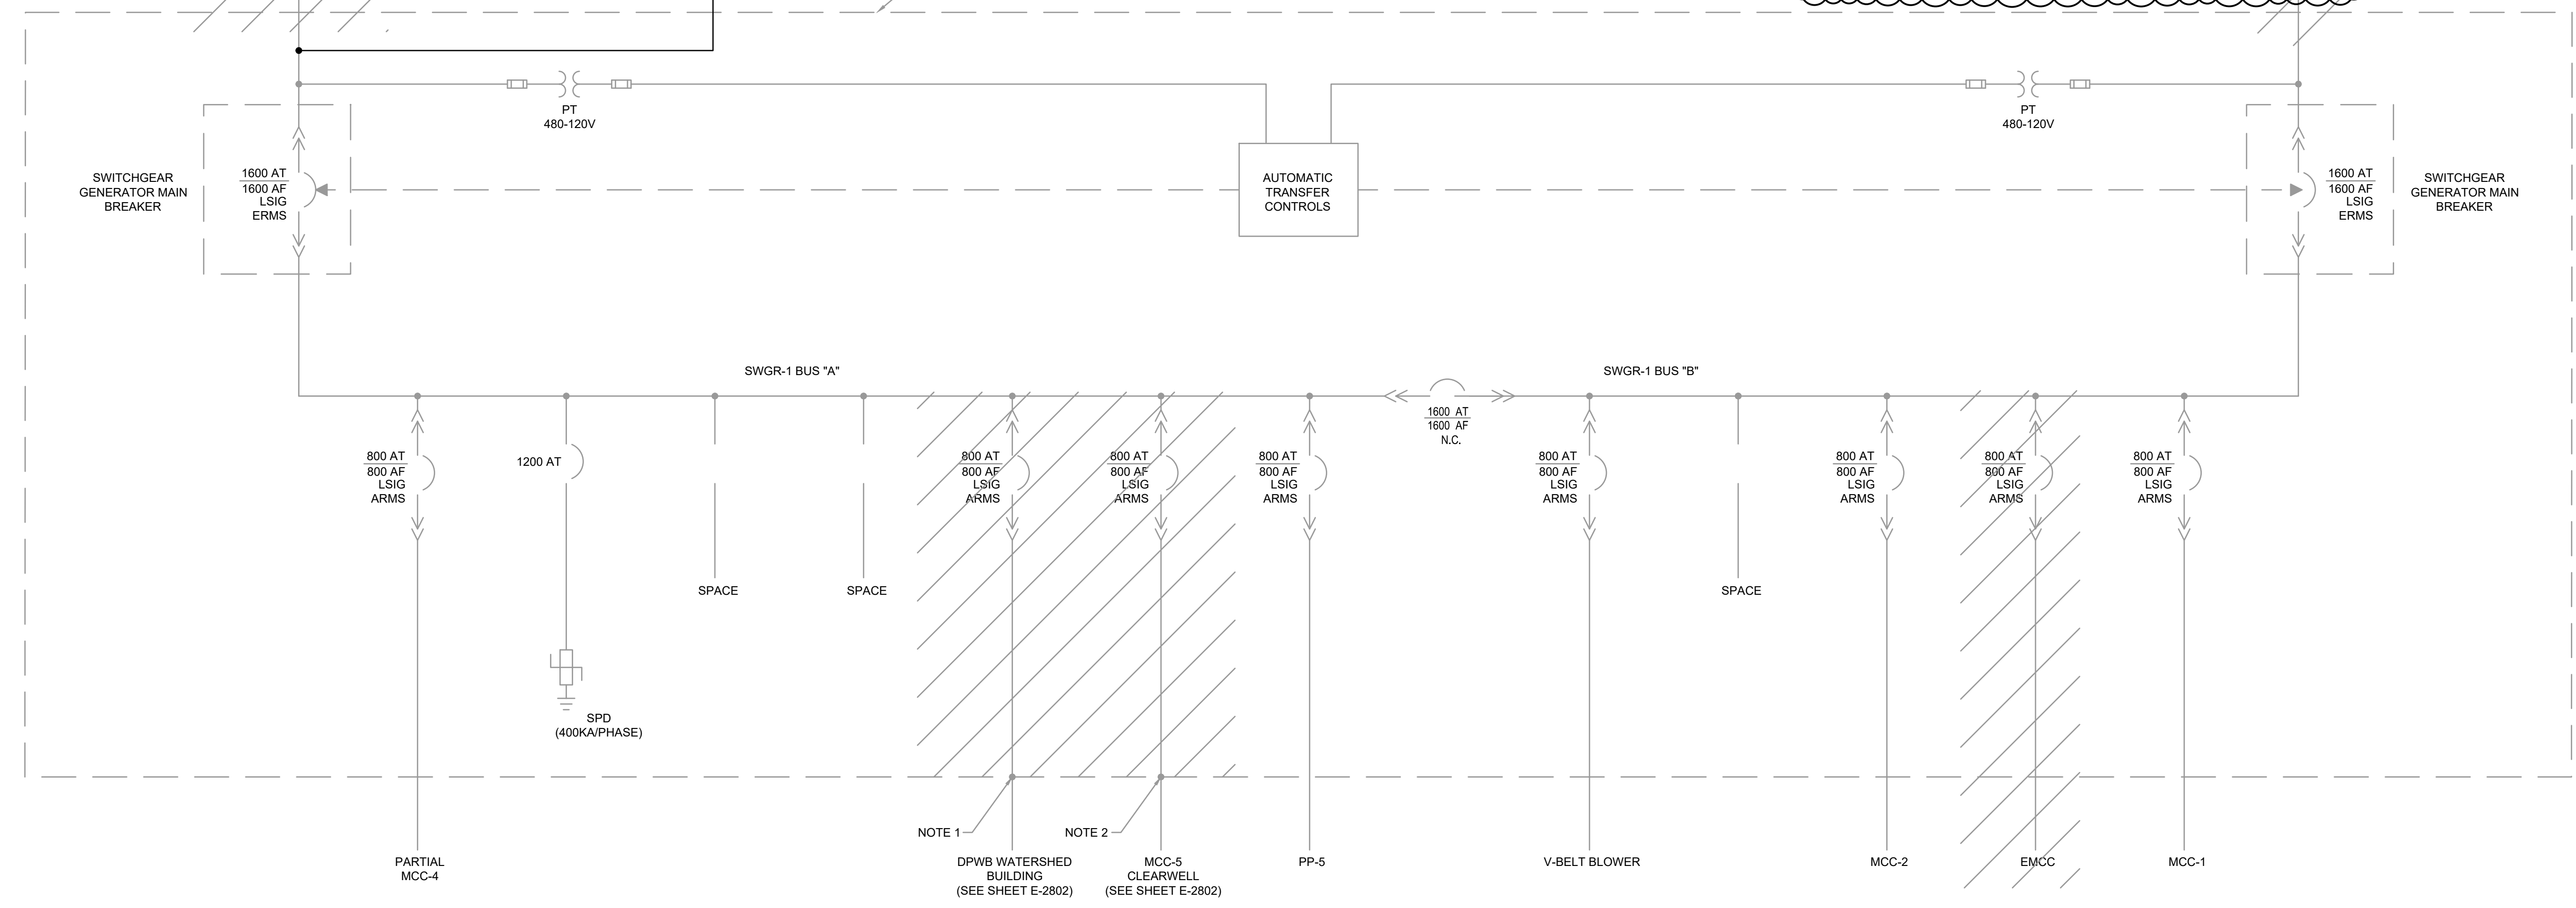 PT
480-120V
PT
480-120V
SWITCHGEAR
GENERATOR MAIN
BREAKER
1600 AT
1600 AF
LSIG
ERMS
AUTOMATIC
TRANSFER
CONTROLS
1600 AT
1600 AF
LSIG
ERMS
SWITCHGEAR
GENERATOR MAIN
BREAKER
SWGR-1 BUS "A"
SWGR-1 BUS "B"
1600 AT
1600 AF
N.C.
800 AT
800 AF
LSIG
ARMS
1200 AT
800 AT
800 AF
LSIG
ARMS
800 AT
800 AF
LSIG
ARMS
800 AT
800 AF
LSIG
ARMS
800 AT
800 AF
LSIG
ARMS
800 AT
800 AF
LSIG
ARMS
800 AT
800 AF
LSIG
ARMS
800 AT
800 AF
LSIG
ARMS
SPACE
SPACE
SPACE
SPD
(400KA/PHASE)
NOTE 1
NOTE 2
PARTIAL
MCC-4
DPWB WATERSHED
BUILDING
(SEE SHEET E-2802)
MCC-5
CLEARWELL
(SEE SHEET E-2802)
PP-5
V-BELT BLOWER
MCC-2
EMCC
MCC-1